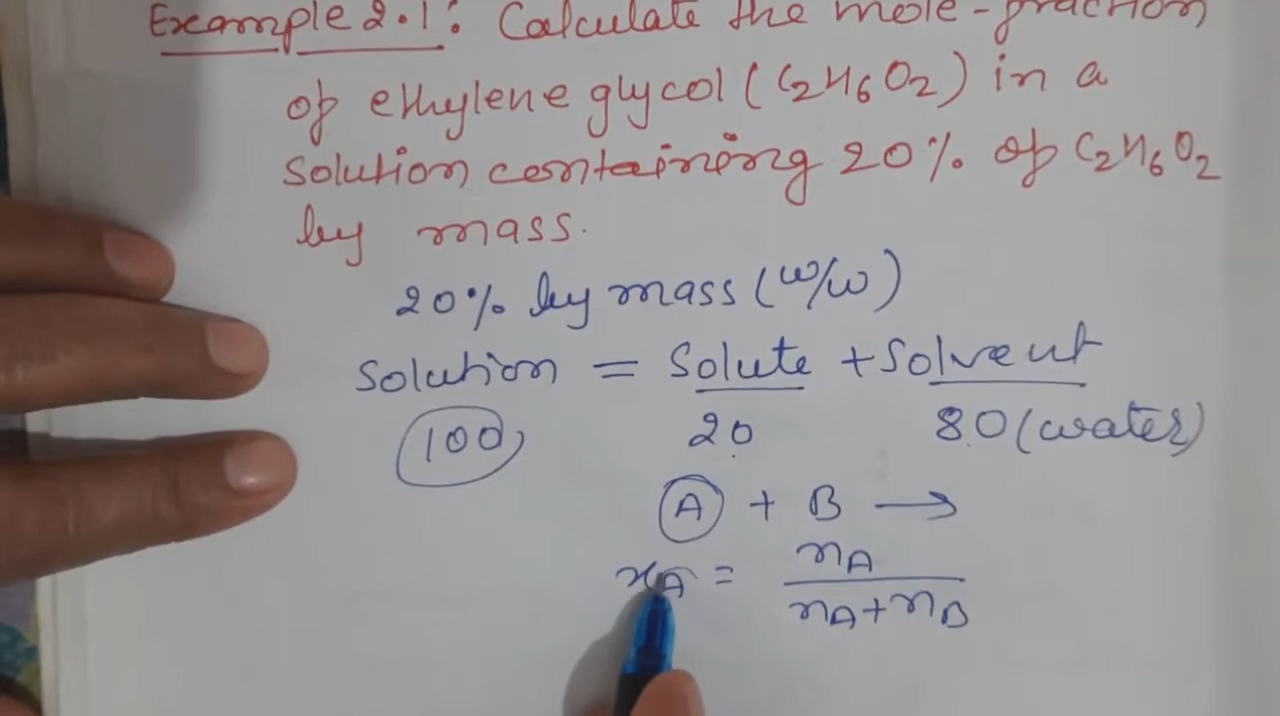 Example 2.1: Calculate the mole-fraction
of ethylene glycol (C2H6O2) in a
solution containing 20% of C2H6O2
by mass.
20% by mass (w/w)
Solution = Solute + Solvent
100 20 80 (water)
A + B →
xA = nA / nA + nB